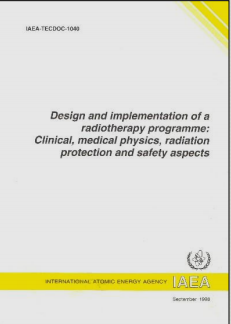 IAEA-TECDOC-1040
Design and implementation of a
radiotherapy programme:
Clinical, medical physics, radiation
protection and safety aspects
INTERNATIONAL ATOMIC ENERGY AGENCY IAEA
September 1998